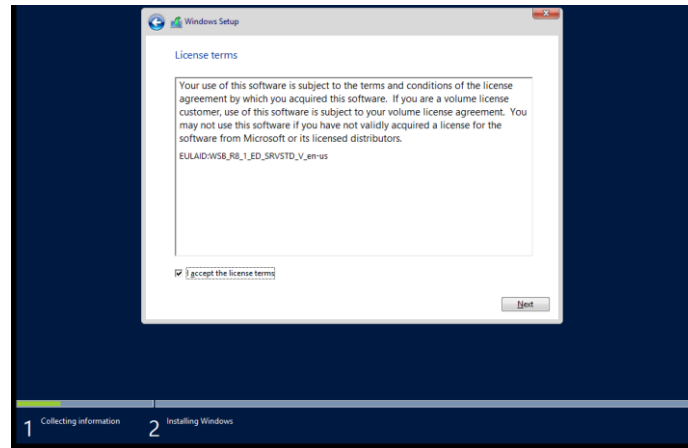 Windows Setup
License terms
Your use of this software is subject to the terms and conditions of the license
agreement by which you acquired this software. If you are a volume license
customer, use of this software is subject to your volume license agreement. You
may not use this software if you have not validly acquired a license for the
software from Microsoft or its licensed distributors.
EULAID:WSB_R8_1_ED_SRVSTD_V_en-us
I accept the license terms
Next
1 Collecting information
2 Installing Windows